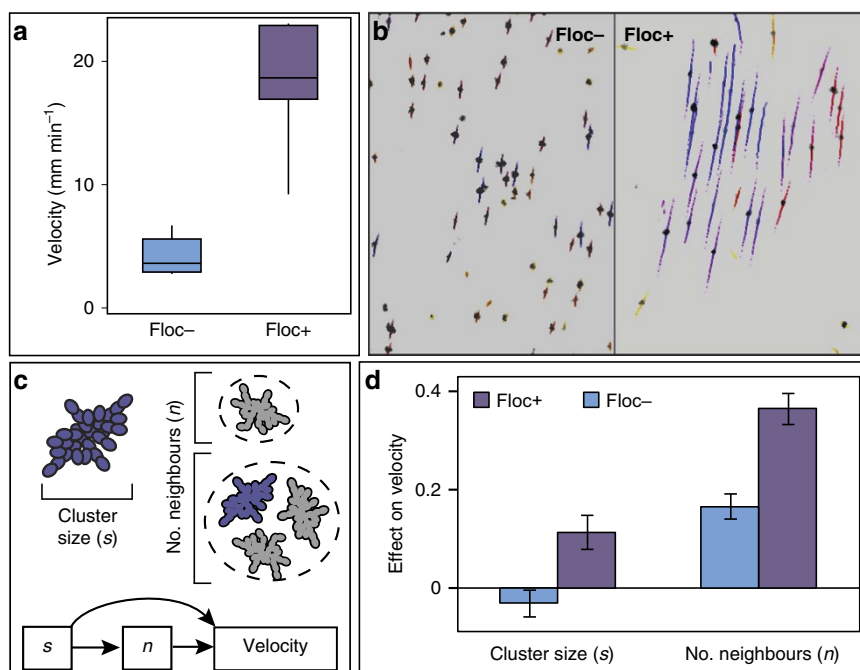 a
Velocity (mm min⁻¹)
20
10
0
Floc–
Floc+
b
Floc–
Floc+
c
Cluster
size (s)
No. neighbours (n)
s
n
Velocity
d
Effect on velocity
0.4
0.2
0
Floc+
Floc–
Cluster size (s)
No. neighbours (n)